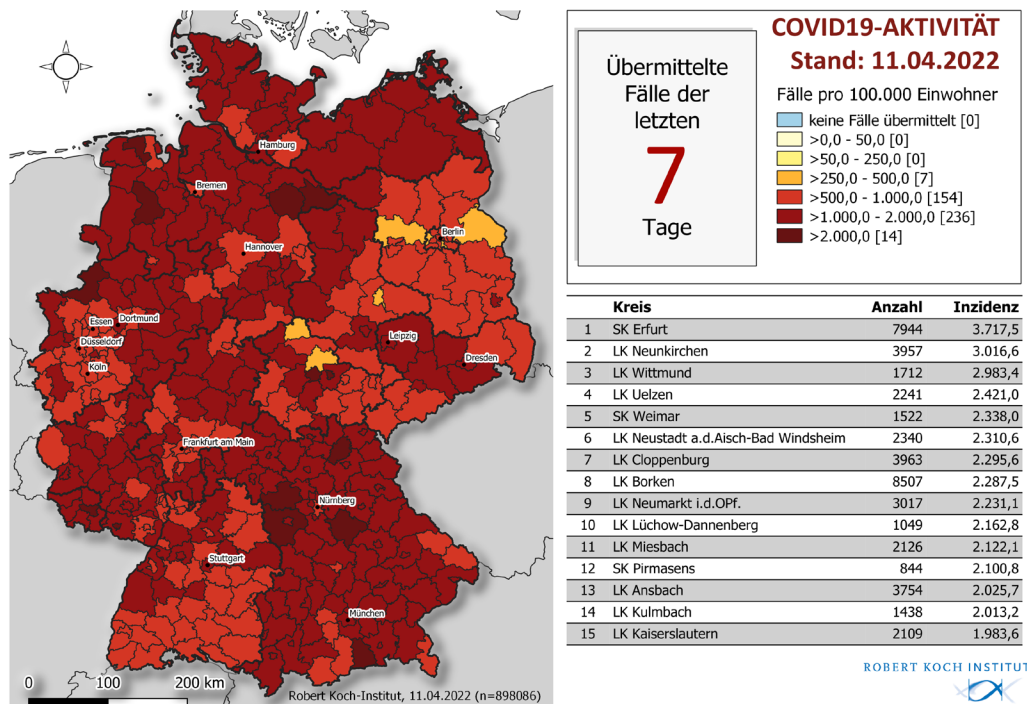 COVID19-AKTIVITÄT
Stand: 11.04.2022
Übermittelte
Fälle der
letzten
7
Tage
Fälle pro 100.000 Einwohner
keine Fälle übermittelt [0]
>0,0 - 50,0 [0]
>50,0 - 250,0 [0]
>250,0 - 500,0 [7]
>500,0 - 1.000,0 [154]
>1.000,0 - 2.000,0 [236]
>2.000,0 [14]
Hamburg
Bremen
Berlin
Hannover
Essen
Dortmund
Düsseldorf
Leipzig
Dresden
Köln
Frankfurt am Main
Nürnberg
Stuttgart
München
0 100 200 km
Robert Koch-Institut, 11.04.2022 (n=898086)
Kreis Anzahl Inzidenz
1 SK Erfurt 7944 3.717,5
2 LK Neunkirchen 3957 3.016,6
3 LK Wittmund 1712 2.983,4
4 LK Uelzen 2241 2.421,0
5 SK Weimar 1522 2.338,0
6 LK Neustadt a.d.Aisch-Bad Windsheim 2340 2.310,6
7 LK Cloppenburg 3963 2.295,6
8 LK Borken 8507 2.287,5
9 LK Neumarkt i.d.OPf. 3017 2.231,1
10 LK Lüchow-Dannenberg 1049 2.162,8
11 LK Miesbach 2126 2.122,1
12 SK Pirmasens 844 2.100,8
13 LK Ansbach 3754 2.025,7
14 LK Kulmbach 1438 2.013,2
15 LK Kaiserslautern 2109 1.983,6
ROBERT KOCH INSTITUT